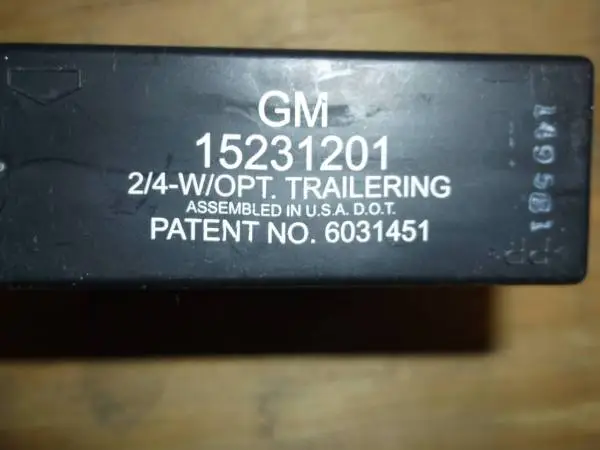 GM
15231201
2/4-W/OPT. TRAILERING
ASSEMBLED IN U.S.A. D.O.T.
PATENT NO. 6031451